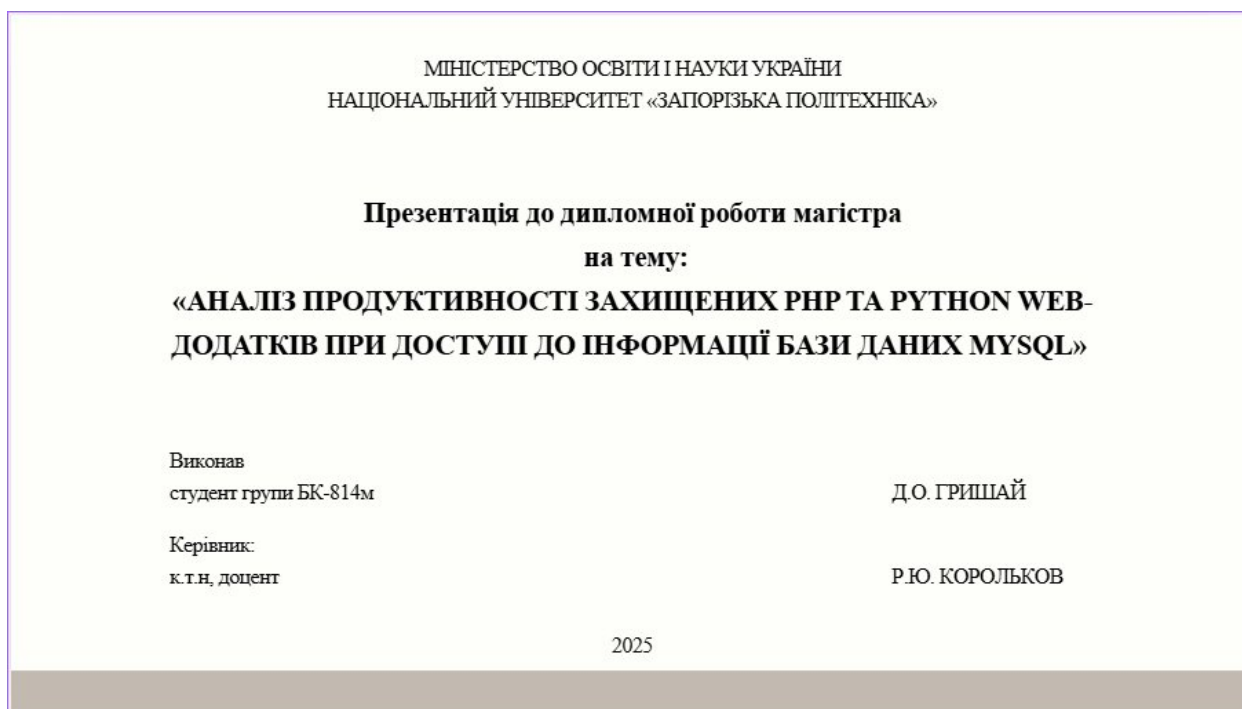 МІНІСТЕРСТВО ОСВІТИ І НАУКИ УКРАЇНИ
НАЦІОНАЛЬНИЙ УНІВЕРСИТЕТ «ЗАПОРІЗЬКА ПОЛІТЕХНІКА»
Презентація до дипломної роботи магістра
на тему:
«АНАЛІЗ ПРОДУКТИВНОСТІ ЗАХИЩЕНИХ PHP ТА PYTHON WEB-
ДОДАТКІВ ПРИ ДОСТУПІ ДО ІНФОРМАЦІЇ БАЗИ ДАНИХ MYSQL»
Виконав
студент групи БК-814м Д.О. ГРИШАЙ
Керівник:
к.т.н, доцент Р.Ю. КОРОЛЬКОВ
2025